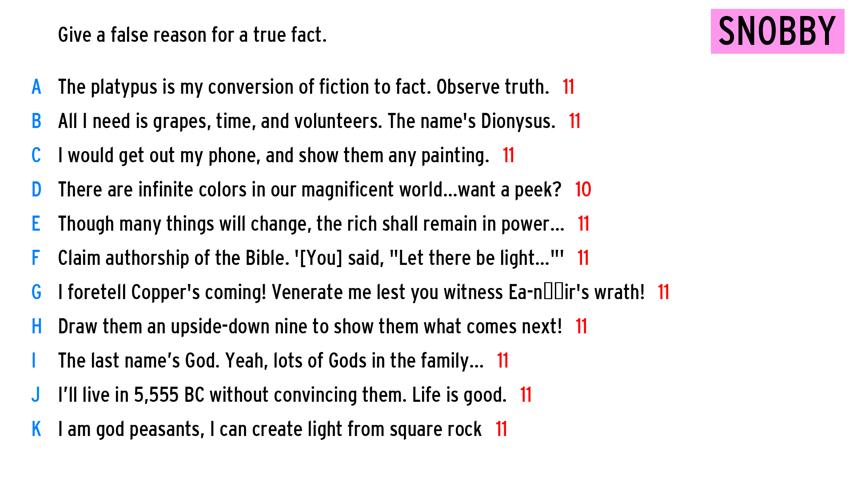 Give a false reason for a true fact.
SNOBBY
A The platypus is my conversion of fiction to fact. Observe truth. 11
B All I need is grapes, time, and volunteers. The name's Dionysus. 11
C I would get out my phone, and show them any painting. 11
D There are infinite colors in our magnificent world...want a peek? 10
E Though many things will change, the rich shall remain in power... 11
F Claim authorship of the Bible. '[You] said, "Let there be light..."' 11
G I foretell Copper's coming! Venerate me lest you witness Ea-n▯▯ir's wrath! 11
H Draw them an upside-down nine to show them what comes next! 11
I The last name’s God. Yeah, lots of Gods in the family... 11
J I’ll live in 5,555 BC without convincing them. Life is good. 11
K I am god peasants, I can create light from square rock 11